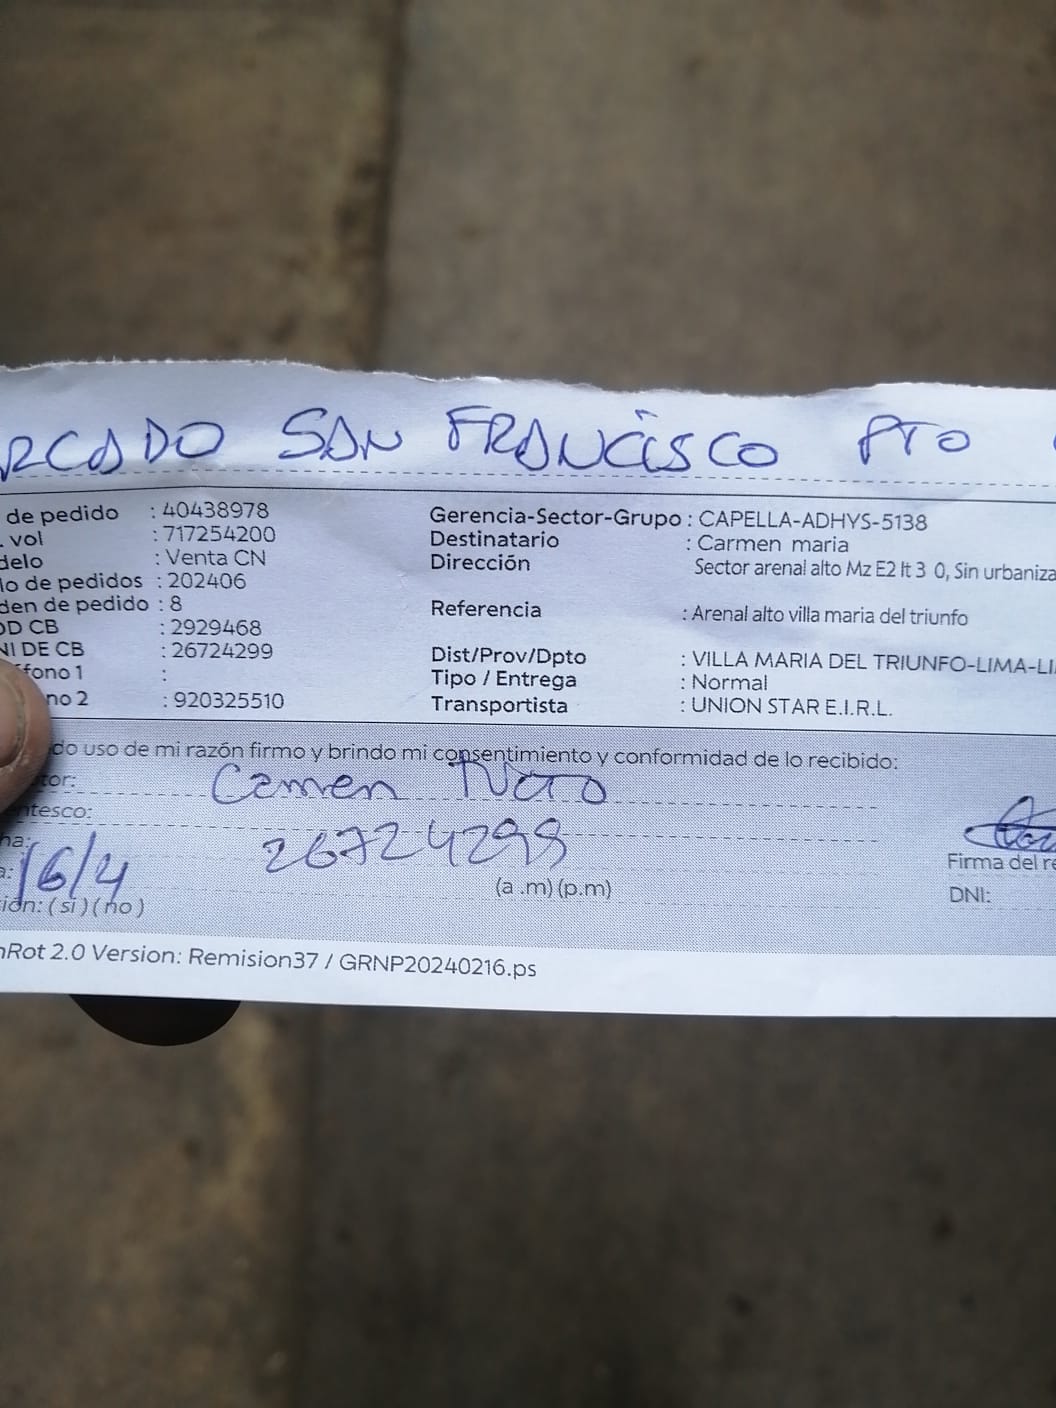 RCADO SAN FRANCISCO PTO
de pedido : 40438978
. vol : 717254200
delo : Venta CN
lo de pedidos : 202406
den de pedido : 8
OD CB : 2929468
NI DE CB : 26724299
fono 1 :
no 2 : 920325510
Gerencia-Sector-Grupo : CAPELLA-ADHYS-5138
Destinatario : Carmen maria
Dirección Sector arenal alto Mz E2 lt 3 0, Sin urbaniza
Referencia : Arenal alto villa maria del triunfo
Dist/Prov/Dpto : VILLA MARIA DEL TRIUNFO-LIMA-LI
Tipo / Entrega : Normal
Transportista : UNION STAR E.I.R.L.
do uso de mi razón firmo y brindo mi consentimiento y conformidad de lo recibido:
tor: Carmen
ntesco:
ha: 26724299
a: 16/4 (a .m) (p.m)
ión: ( si ) ( no )
Firma del re
DNI:
nRot 2.0 Version: Remision37 / GRNP20240216.ps